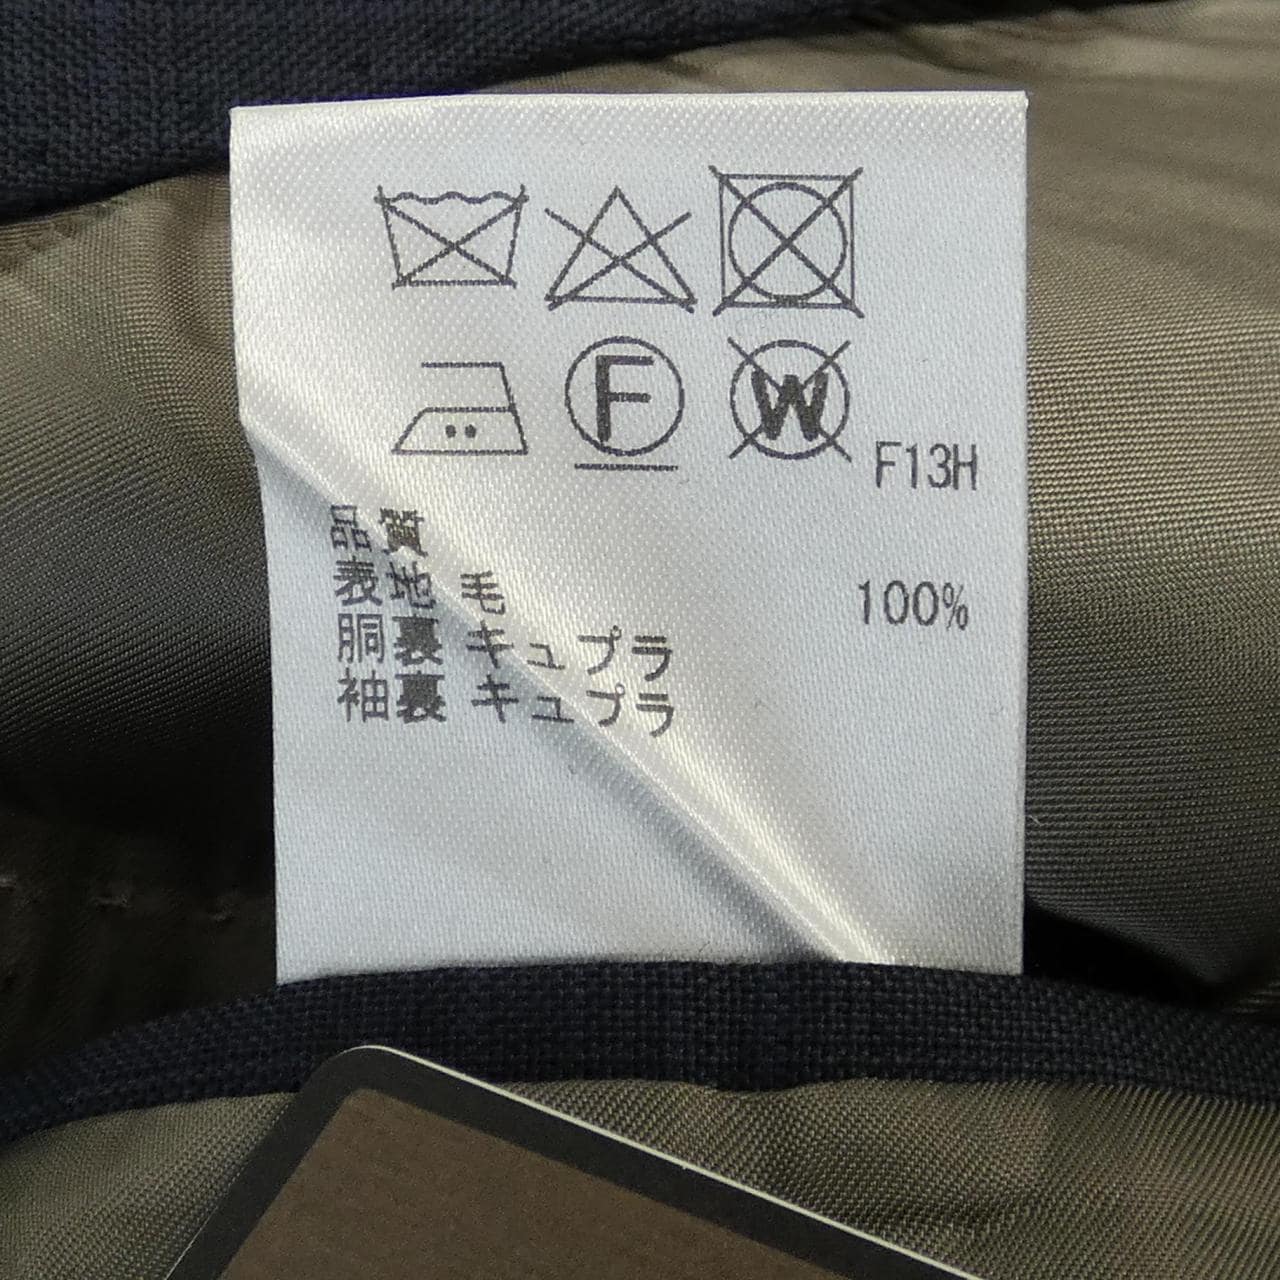 F
W
F13H
品質
表地 毛 100%
胴裏 キュプラ
袖裏 キュプラ